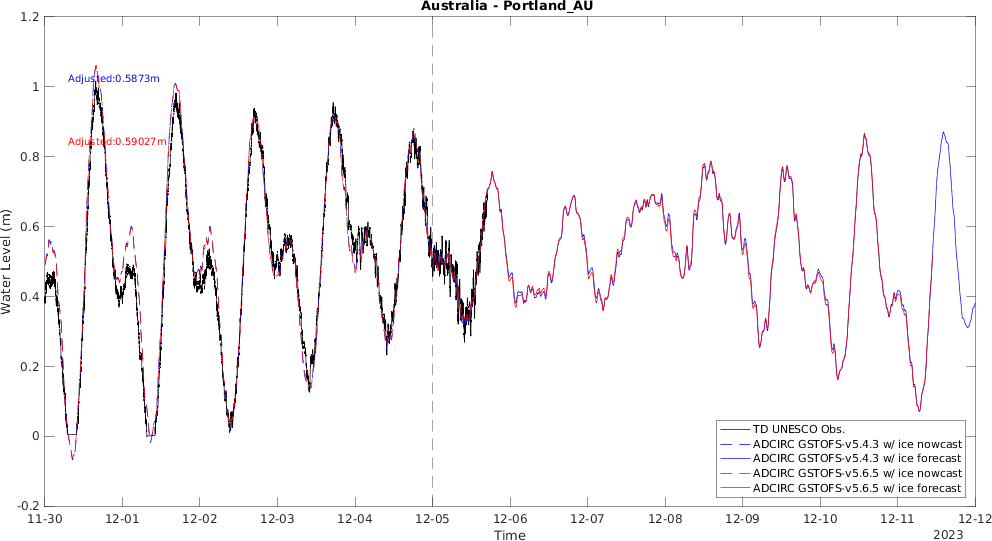 Australia - Portland_AU
1.2
1
0.8
0.6
0.4
0.2
0
-0.2
Water Level (m)
Adjusted:0.5873m
Adjusted:0.59027m
TD UNESCO Obs.
ADCIRC GSTOFS-v5.4.3 w/ ice nowcast
ADCIRC GSTOFS-v5.4.3 w/ ice forecast
ADCIRC GSTOFS-v5.6.5 w/ ice nowcast
ADCIRC GSTOFS-v5.6.5 w/ ice forecast
11-30 12-01 12-02 12-03 12-04 12-05 12-06 12-07 12-08 12-09 12-10 12-11 12-12
Time
2023